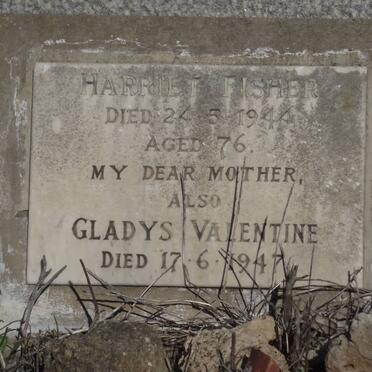 HARRIET FISHER
DIED 24·5·1944
AGED 76.
MY DEAR MOTHER,
ALSO
GLADYS VALENTINE
DIED 17·6·1947